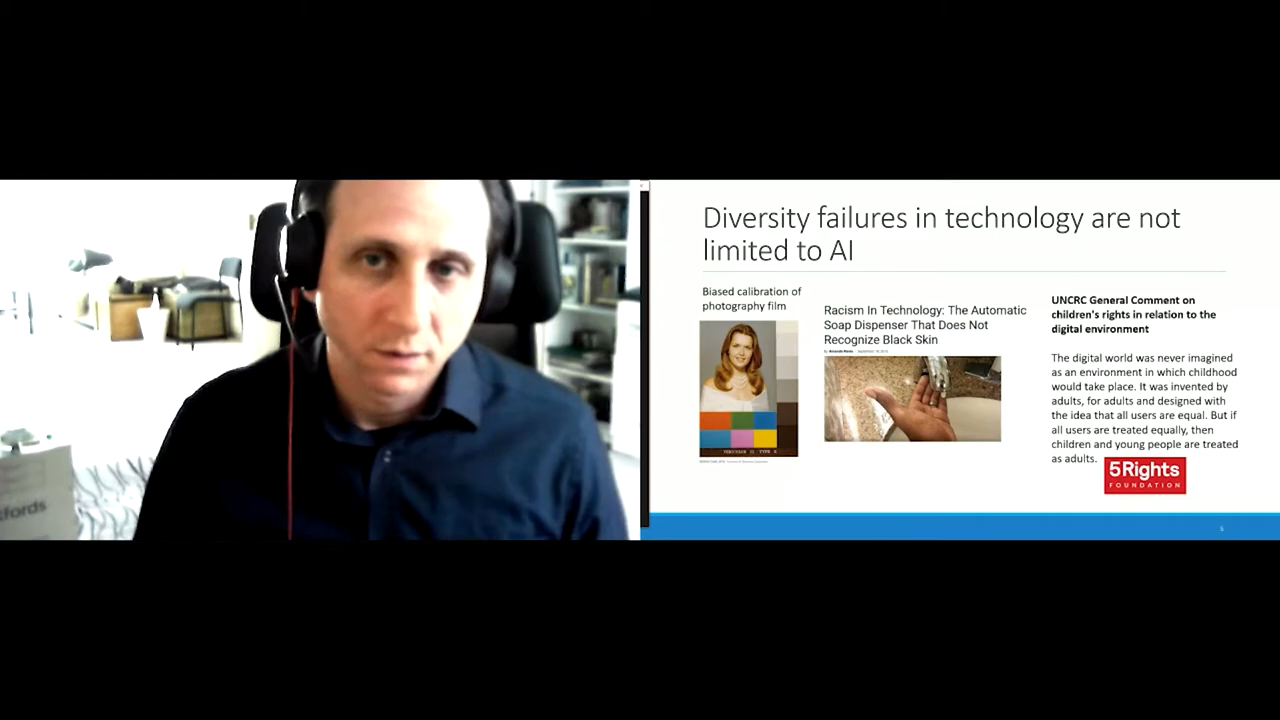 Diversity failures in technology are not
limited to AI
Biased calibration of
photography film
Racism In Technology: The Automatic
Soap Dispenser That Does Not
Recognize Black Skin
UNCRC General Comment on
children's rights in relation to the
digital environment
The digital world was never imagined
as an environment in which childhood
would take place. It was invented by
adults, for adults and designed with
the idea that all users are equal. But if
all users are treated equally, then
children and young people are treated
as adults.
5Rights
FOUNDATION
5